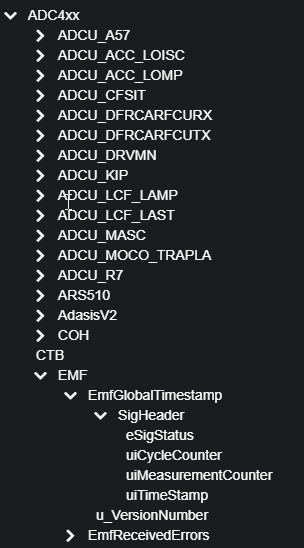 ADC4xx
ADCU_A57
ADCU_ACC_LOISC
ADCU_ACC_LOMP
ADCU_CFSIT
ADCU_DFRCARFCURX
ADCU_DFRCARFCUTX
ADCU_DRVMN
ADCU_KIP
ADCU_LCF_LAMP
ADCU_LCF_LAST
ADCU_MASC
ADCU_MOCO_TRAPLA
ADCU_R7
ARS510
AdasisV2
COH
CTB
EMF
EmfGlobalTimestamp
SigHeader
eSigStatus
uiCycleCounter
uiMeasurementCounter
uiTimeStamp
u_VersionNumber
EmfReceivedErrors